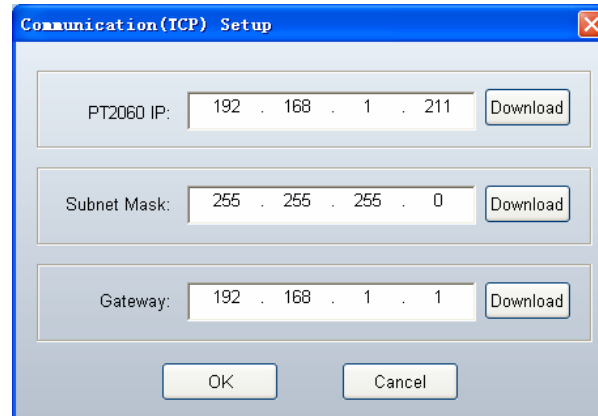 Communication(TCP) Setup
PT2060 IP: 192 . 168 . 1 . 211 Download
Subnet Mask: 255 . 255 . 255 . 0 Download
Gateway: 192 . 168 . 1 . 1 Download
OK Cancel